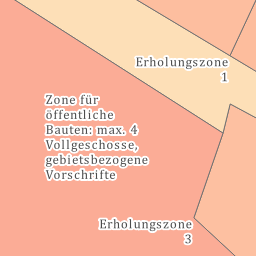 Erholungszone
1
Zone für
öffentliche
Bauten: max. 4
Vollgeschosse,
gebietsbezogene
Vorschrifte
Erholungszone
3